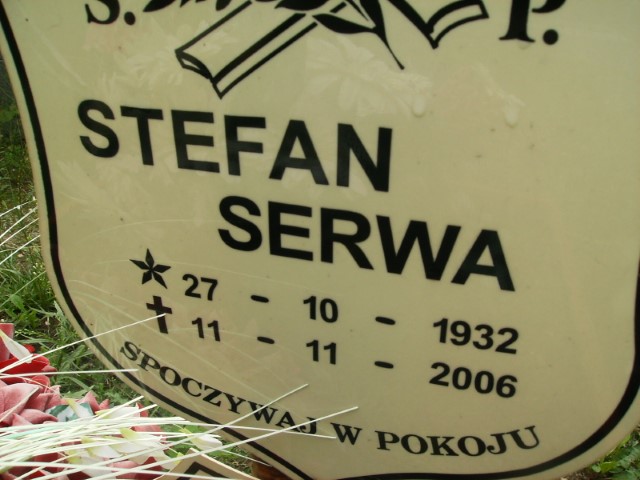 S. P.
STEFAN
SERWA
27 - 10 - 1932
11 - 11 - 2006
SPOCZYWAJ W POKOJU